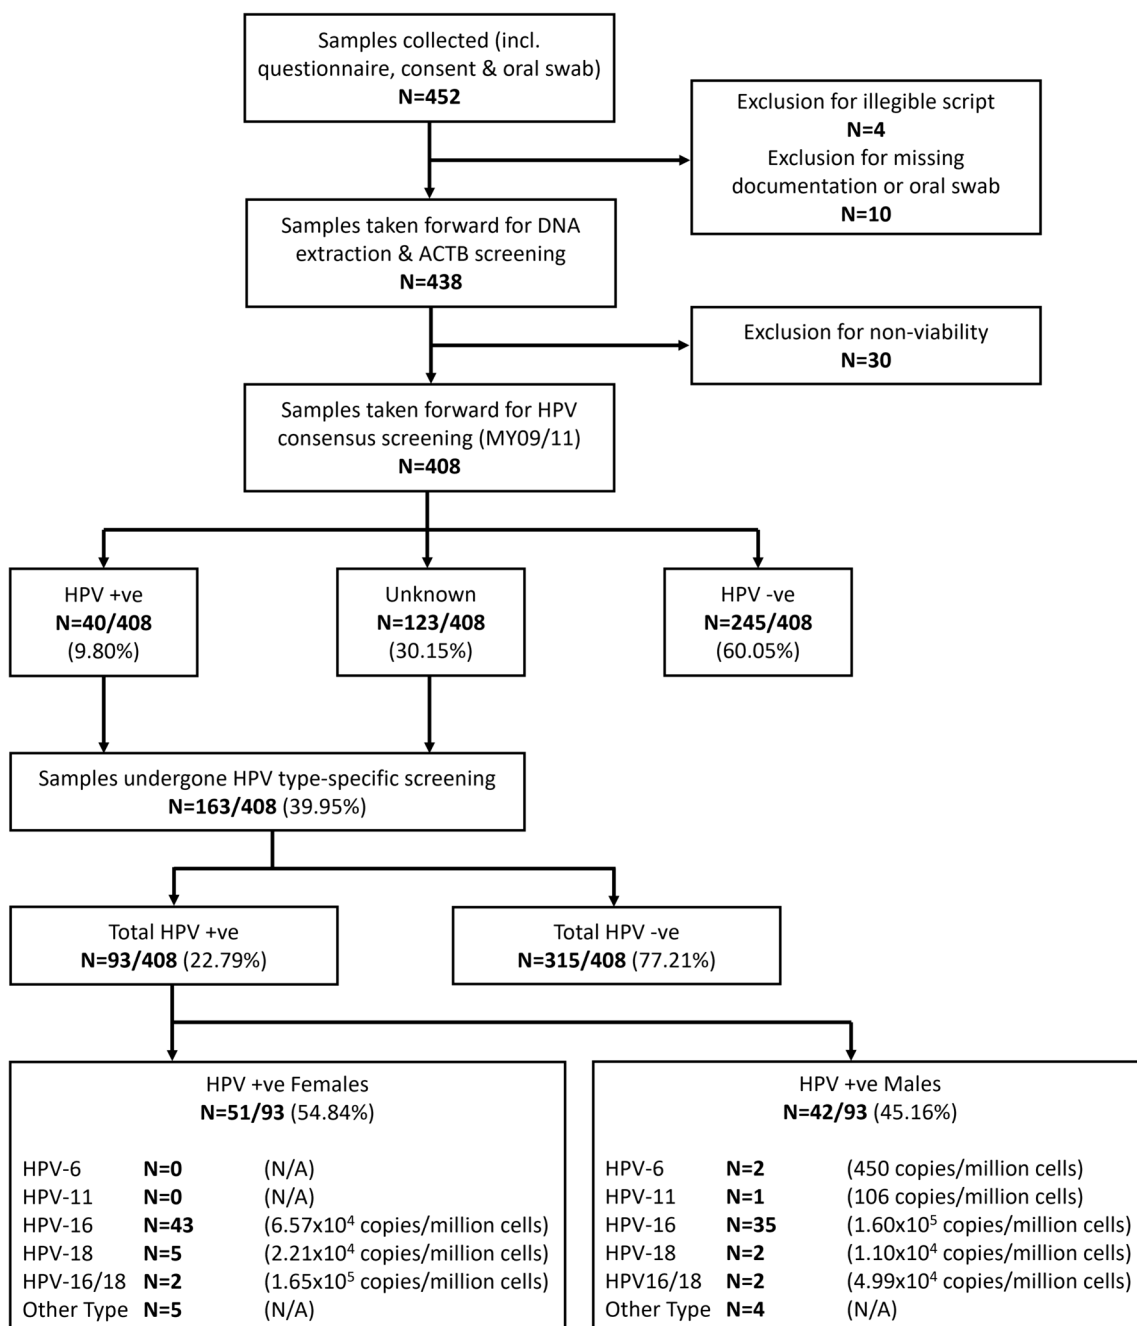 Samples collected (incl.
questionnaire, consent & oral swab)
N=452
Exclusion for illegible script
N=4
Exclusion for missing
documentation or oral swab
N=10
Samples taken forward for DNA
extraction & ACTB screening
N=438
Exclusion for non-viability
N=30
Samples taken forward for HPV
consensus screening (MY09/11)
N=408
HPV +ve
N=40/408
(9.80%)
Unknown
N=123/408
(30.15%)
HPV -ve
N=245/408
(60.05%)
Samples undergone HPV type-specific screening
N=163/408 (39.95%)
Total HPV +ve
N=93/408 (22.79%)
Total HPV -ve
N=315/408 (77.21%)
HPV +ve Females
N=51/93 (54.84%)
HPV-6 N=0 (N/A)
HPV-11 N=0 (N/A)
HPV-16 N=43 (6.57x10⁴ copies/million cells)
HPV-18 N=5 (2.21x10⁴ copies/million cells)
HPV-16/18 N=2 (1.65x10⁵ copies/million cells)
Other Type N=5 (N/A)
HPV +ve Males
N=42/93 (45.16%)
HPV-6 N=2 (450 copies/million cells)
HPV-11 N=1 (106 copies/million cells)
HPV-16 N=35 (1.60x10⁵ copies/million cells)
HPV-18 N=2 (1.10x10⁴ copies/million cells)
HPV16/18 N=2 (4.99x10⁴ copies/million cells)
Other Type N=4 (N/A)